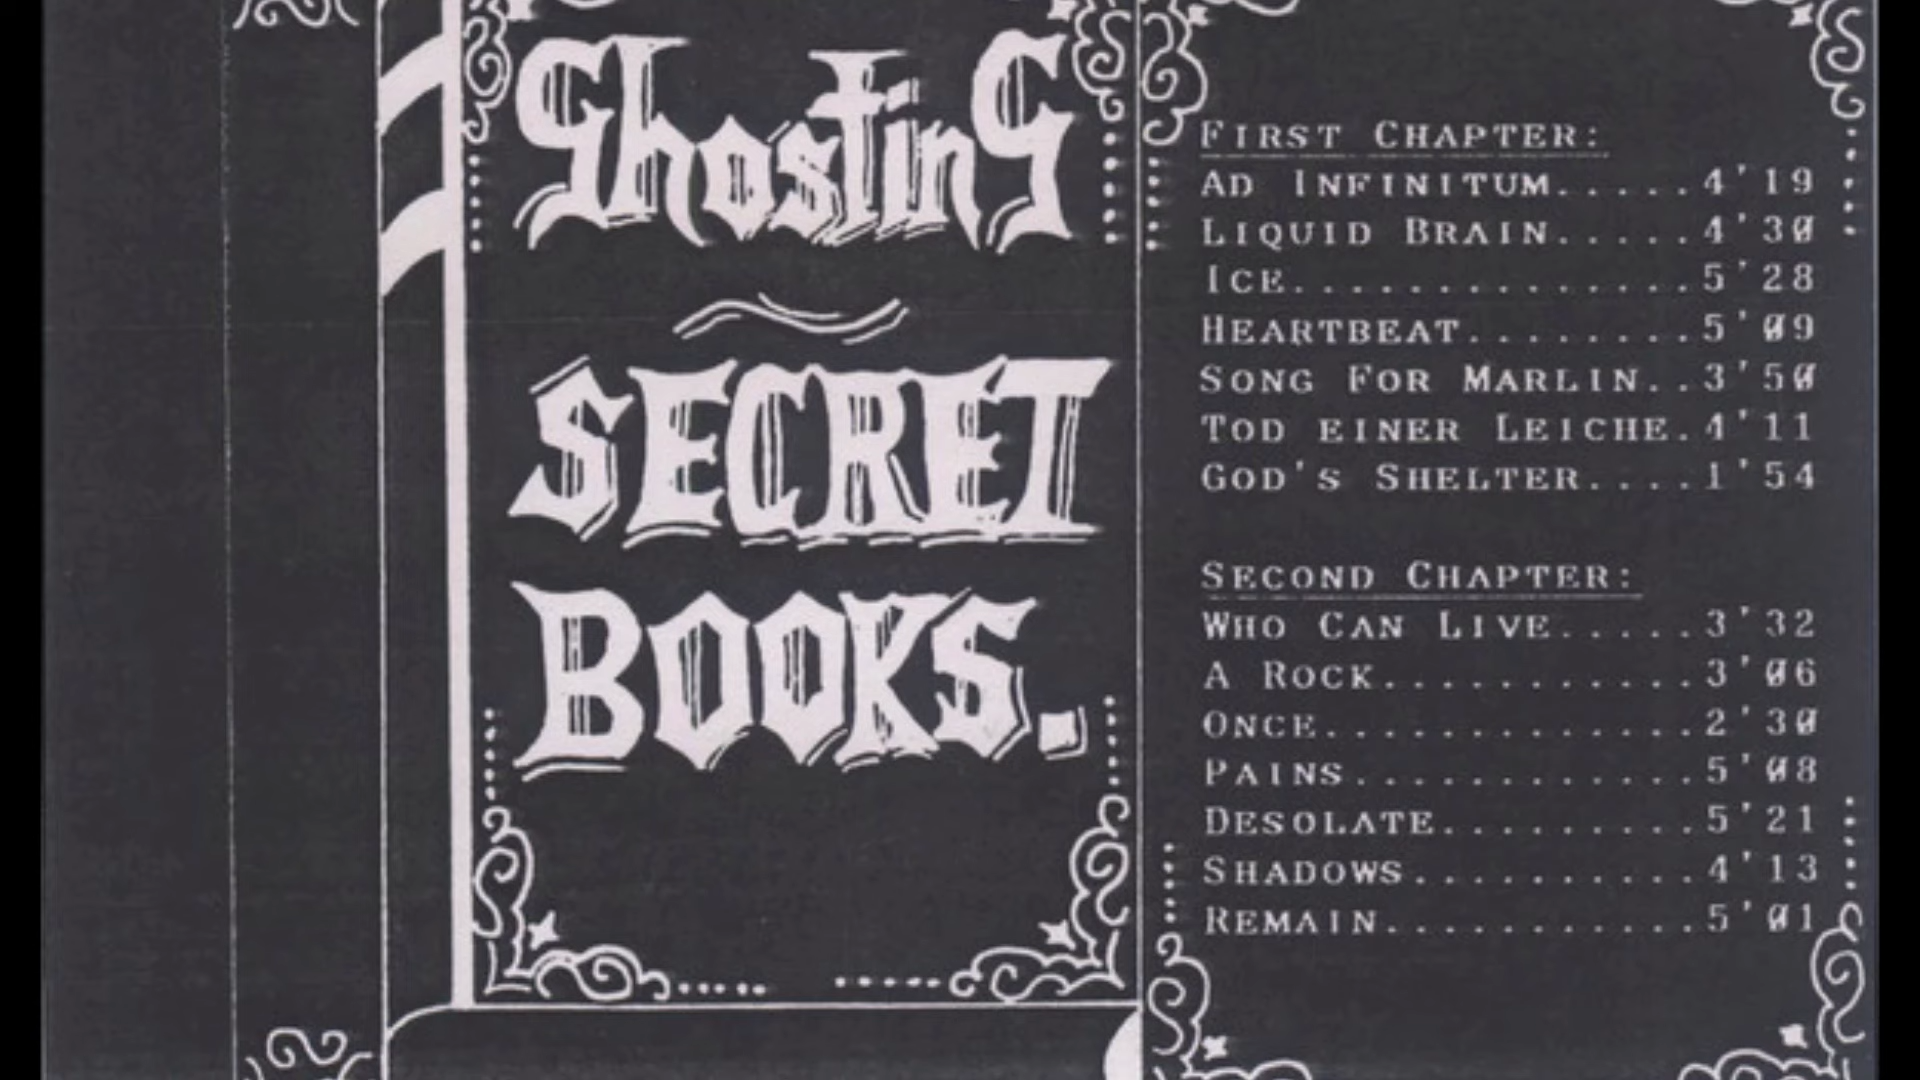 Ghosting
SECRET
BOOKS.
FIRST CHAPTER:
AD INFINITUM.....4'19
LIQUID BRAIN.....4'30
ICE...............5'28
HEARTBEAT........5'09
SONG FOR MARLIN..3'50
TOD EINER LEICHE.4'11
GOD'S SHELTER....1'54
SECOND CHAPTER:
WHO CAN LIVE.....3'32
A ROCK............3'06
ONCE..............2'30
PAINS.............5'08
DESOLATE..........5'21
SHADOWS...........4'13
REMAIN............5'01